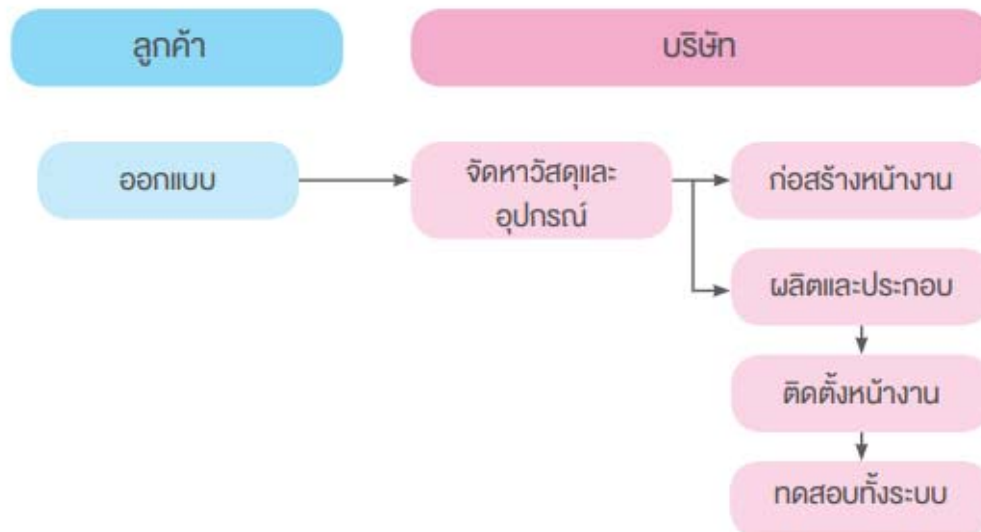 ลูกค้า
บริษัท
ออกแบบ
จัดหาวัสดุและ
อุปกรณ์
ก่อสร้างหน้างาน
ผลิตและประกอบ
ติดตั้งหน้างาน
ทดสอบทั้งระบบ